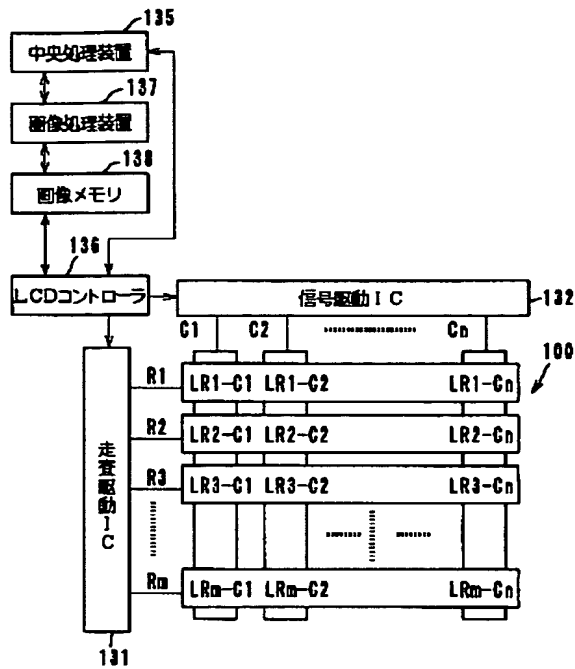 135
中央処理装置
137
画像処理装置
138
画像メモリ
136
LCDコントローラ
信号駆動IC
132
C1 C2 Cn
100
R1 LR1-C1 LR1-C2 LR1-Cn
R2 LR2-C1 LR2-C2 LR2-Cn
R3 LR3-C1 LR3-C2 LR3-Cn
Rm LRm-C1 LRm-C2 LRm-Cn
走査駆動IC
131